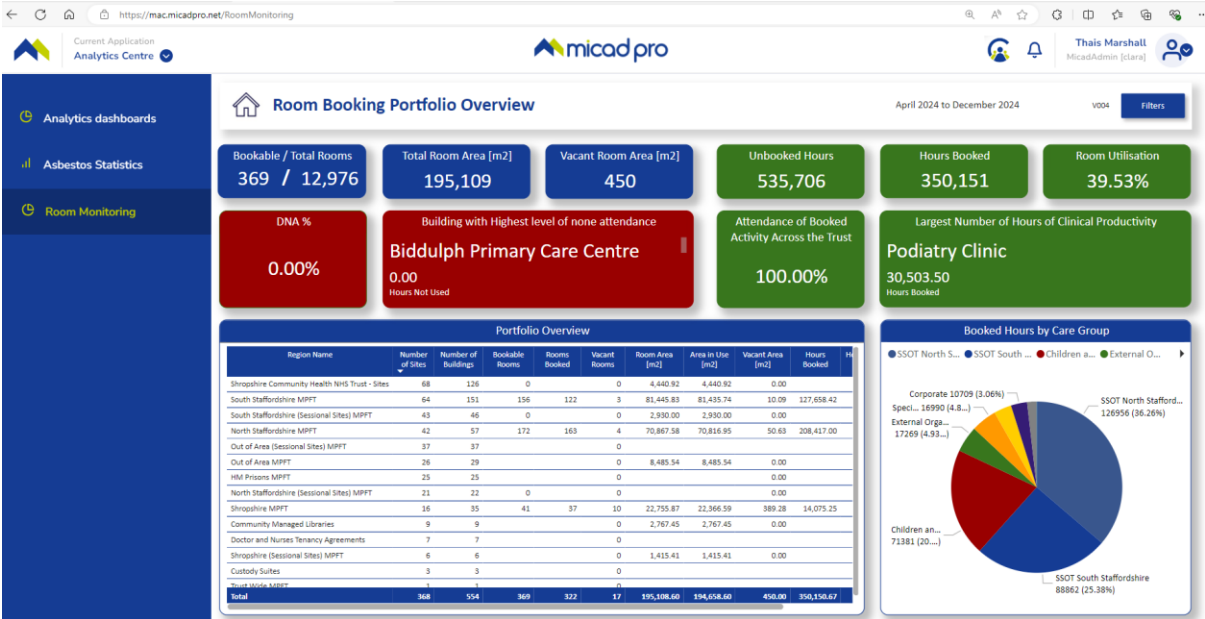 https://mac.micadpro.net/RoomMonitoring
Current Application
Analytics Centre
micad pro
Thais Marshall
MicadAdmin [clara]
Analytics dashboards
Asbestos Statistics
Room Monitoring
Room Booking Portfolio Overview
April 2024 to December 2024
V004
Filters
Bookable / Total Rooms
369 / 12,976
Total Room Area [m2]
195,109
Vacant Room Area [m2]
450
Unbooked Hours
535,706
Hours Booked
350,151
Room Utilisation
39.53%
DNA %
0.00%
Building with Highest level of none attendance
Biddulph Primary Care Centre
0.00
Hours Not Used
Attendance of Booked
Activity Across the Trust
100.00%
Largest Number of Hours of Clinical Productivity
Podiatry Clinic
30,503.50
Hours Booked
Portfolio Overview
Region Name Number of Sites Number of Buildings Bookable Rooms Rooms Booked Vacant Rooms Room Area [m2] Area in Use [m2] Vacant Area [m2] Hours Booked
Shropshire Community Health NHS Trust - Sites 68 126 0 0 4,440.92 4,440.92 0.00
South Staffordshire MPFT 64 151 156 122 3 81,445.83 81,435.74 10.09 127,658.42
South Staffordshire (Sessional Sites) MPFT 43 46 0 0 2,930.00 2,930.00 0.00
North Staffordshire MPFT 42 57 172 163 4 70,867.58 70,816.95 50.63 208,417.00
Out of Area (Sessional Sites) MPFT 37 37 0
Out of Area MPFT 26 29 0 8,485.54 8,485.54 0.00
HM Prisons MPFT 25 25 0 0.00
North Staffordshire (Sessional Sites) MPFT 21 22 0 0 0.00
Shropshire MPFT 16 35 41 37 10 22,755.87 22,366.59 389.28 14,075.25
Community Managed Libraries 9 9 0 2,767.45 2,767.45 0.00
Doctor and Nurses Tenancy Agreements 7 7 0
Shropshire (Sessional Sites) MPFT 6 6 0 1,415.41 1,415.41 0.00
Custody Suites 3 3 0
Trust Wide MPFT 1 1 0
Total 368 554 369 322 17 195,108.60 194,658.60 450.00 350,150.67
Booked Hours by Care Group
SSOT North S... SSOT South ... Children a... External O...
Corporate 10709 (3.06%)
Speci... 16990 (4.8...)
External Orga...
17269 (4.93...)
Children an...
71381 (20....)
SSOT North Stafford...
126956 (36.26%)
SSOT South Staffordshire
88862 (25.38%)